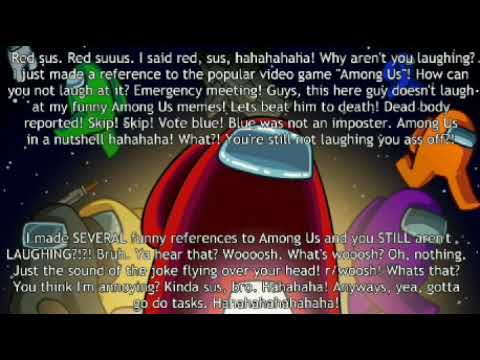 Red sus. Red suuus. I said red, sus, hahahahaha! Why aren't you laughing?
I just made a reference to the popular video game "Among Us"! How can
you not laugh at it? Emergency meeting! Guys, this here guy doesn't laugh
at my funny Among Us memes! Lets beat him to death! Dead body
reported! Skip! Skip! Vote blue! Blue was not an imposter. Among Us
in a nutshell hahahaha! What?! You're still not laughing you ass off?!
I made SEVERAL funny references to Among Us and you STILL aren't
LAUGHING?!?! Bruh. Ya hear that? Woooosh. What's wooosh? Oh, nothing.
Just the sound of the joke flying over your head! r/woosh! Whats that?
You think I'm annoying? Kinda sus, bro. Hahaha! Anyways, yea, gotta
go do tasks. Hahahahahahaha!